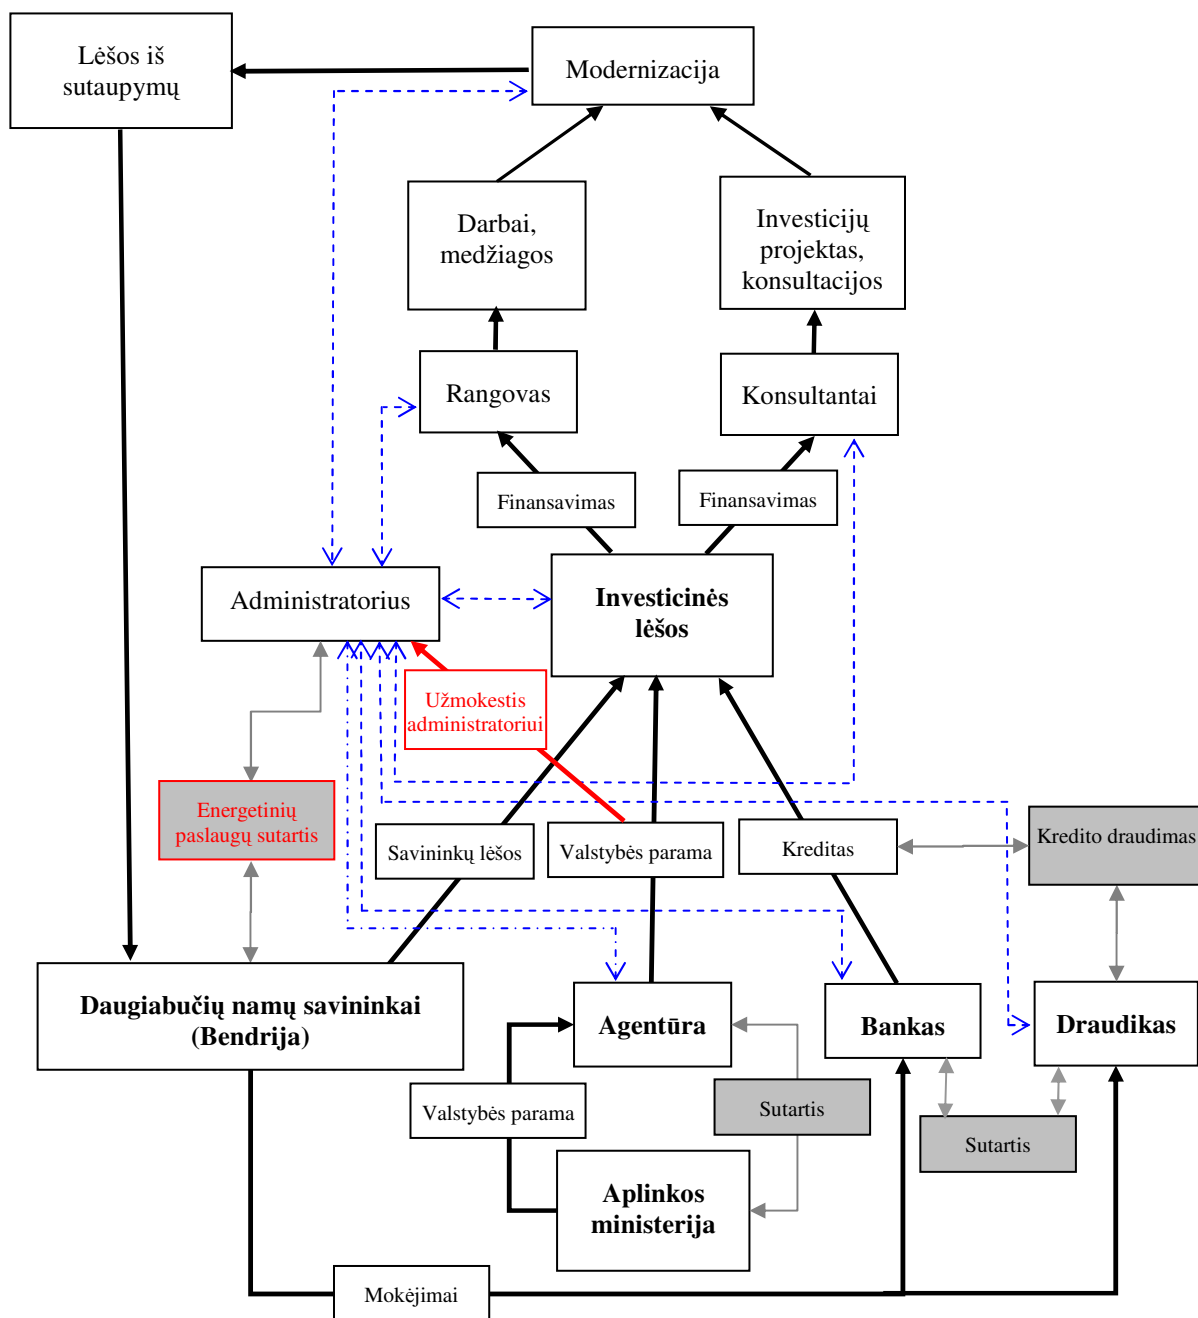 Lėšos iš
sutaupymų
Modernizacija
Darbai,
medžiagos
Investicijų
projektas,
konsultacijos
Rangovas
Konsultantai
Finansavimas
Finansavimas
Administratorius
Investicinės
lėšos
Užmokestis
administratoriui
Energetinių
paslaugų sutartis
Savininkų lėšos
Valstybės parama
Kreditas
Kredito draudimas
Daugiabučių namų savininkai
(Bendrija)
Agentūra
Bankas
Draudikas
Valstybės parama
Sutartis
Sutartis
Aplinkos
ministerija
Mokėjimai